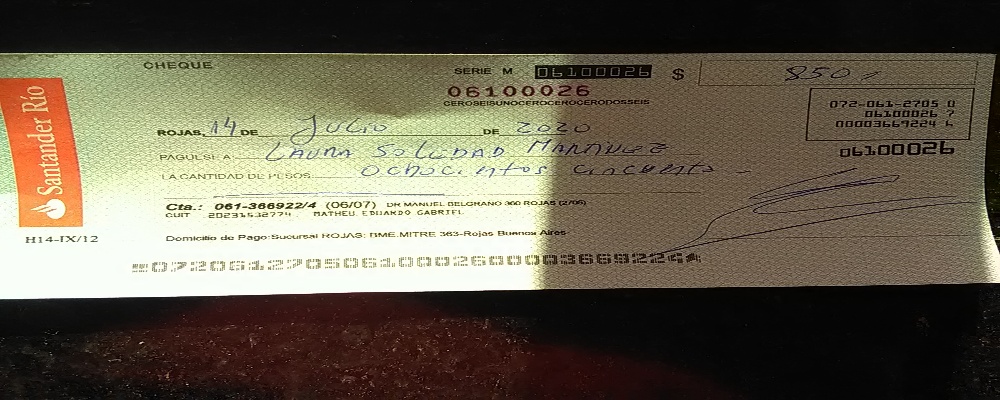 CHEQUE
SERIE M 06100026 $ 850
06100026
CEROSEISUNOCEROCEROCERODOSSEIS
072-061-2705 0
06100026 7
00003669224 6
06100026
Santander Río
ROJAS, 14 DE JULIO DE 2020
PAGUESE A LAURA SOLEDAD MARTINEZ
LA CANTIDAD DE PESOS Ochocientos cincuenta
Cta.: 061-366922/4 (06/07) DR MANUEL BELGRANO 360 ROJAS (2705)
CUIT 20231532774 MATHEU EDUARDO GABRIEL
H14-IX/12
Domicilio de Pago:Sucursal ROJAS: BME.MITRE 363-Rojas Buenos Aires